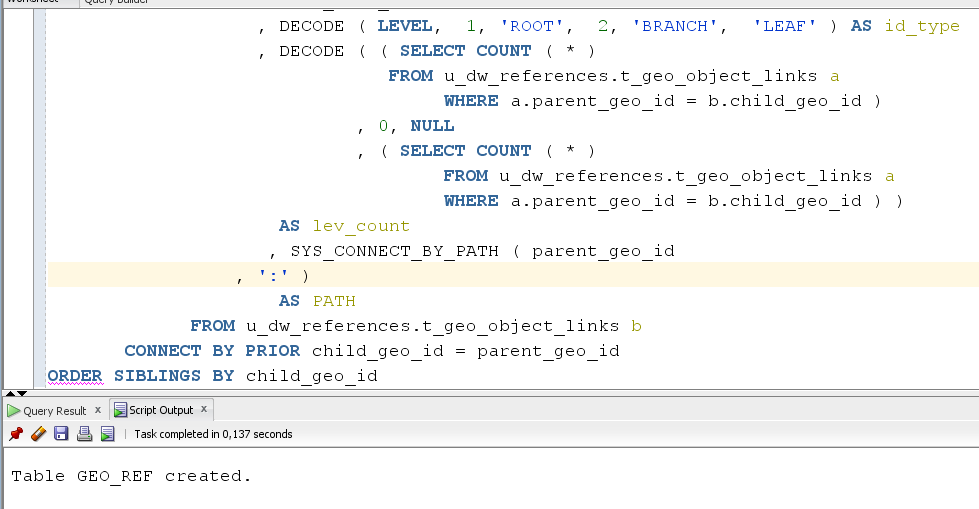 Query Builder
, DECODE ( LEVEL, 1, 'ROOT', 2, 'BRANCH', 'LEAF' ) AS id_type
, DECODE ( ( SELECT COUNT ( * )
FROM u_dw_references.t_geo_object_links a
WHERE a.parent_geo_id = b.child_geo_id )
, 0, NULL
, ( SELECT COUNT ( * )
FROM u_dw_references.t_geo_object_links a
WHERE a.parent_geo_id = b.child_geo_id ) )
AS lev_count
, SYS_CONNECT_BY_PATH ( parent_geo_id
, ':' )
AS PATH
FROM u_dw_references.t_geo_object_links b
CONNECT BY PRIOR child_geo_id = parent_geo_id
ORDER SIBLINGS BY child_geo_id
Query Result x Script Output x
Task completed in 0,137 seconds
Table GEO_REF created.